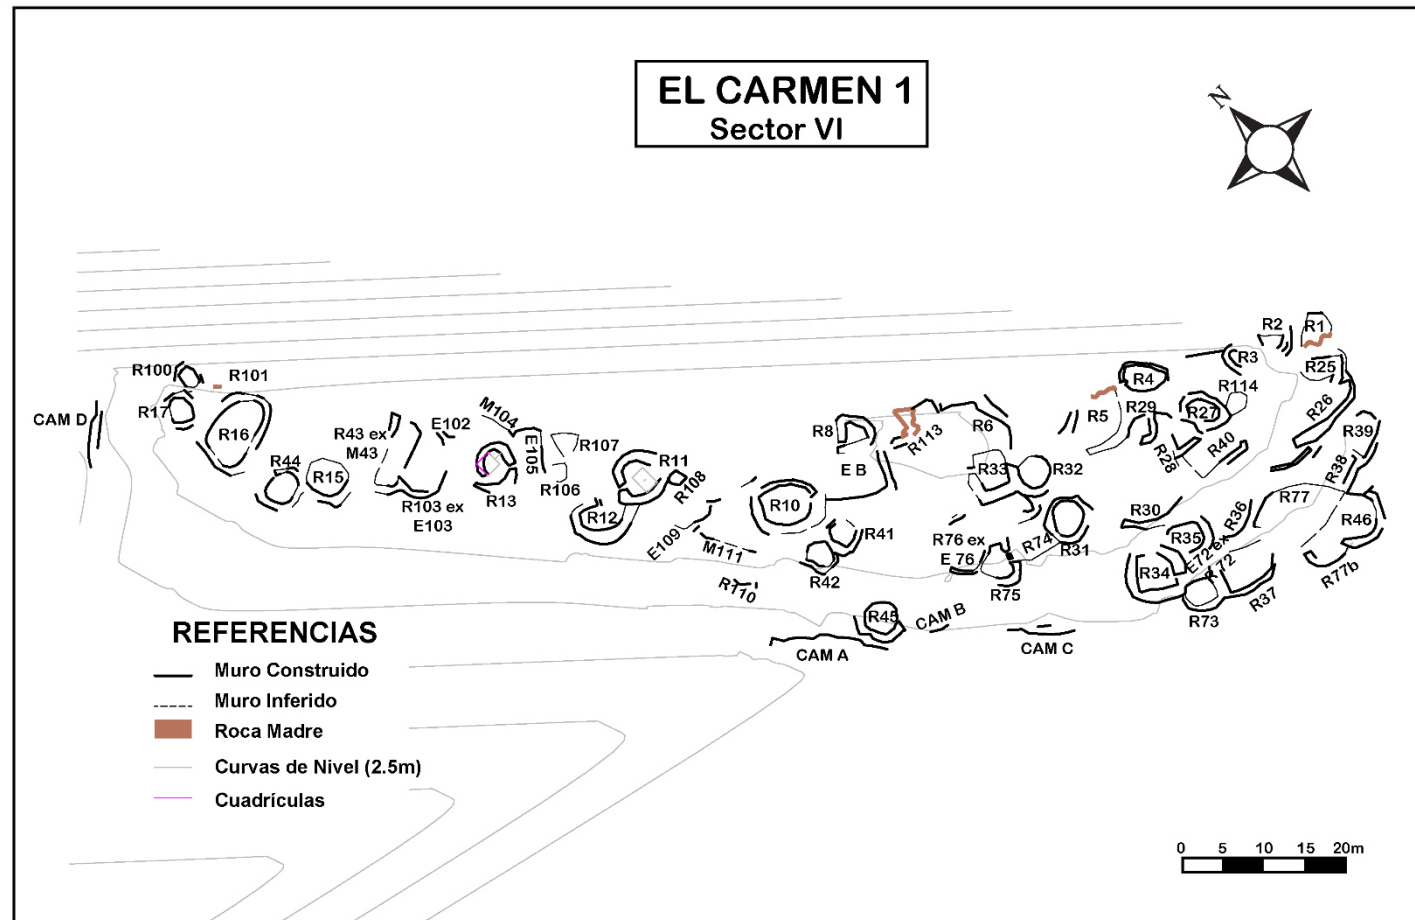 EL CARMEN 1
Sector VI
N
R100
R101
CAM D
R17
R16
R44
R15
R43 ex
M43
E102
R103 ex
E103
M104
E105
R13
R107
R106
R11
R108
R12
E109
M111
R110
R10
R8
E B
R113
R6
R33
R32
R41
R42
R45
CAM A
CAM B
CAM C
R76 ex
E 76
R74
R75
R31
R5
R4
R29
R28
R27
R114
R40
R3
R2
R1
R25
R26
R39
R38
R77
R46
R77b
R30
R36
R35
R34
E72 ex
R72
R73
R37
REFERENCIAS
Muro Construido
Muro Inferido
Roca Madre
Curvas de Nivel (2.5m)
Cuadrículas
0 5 10 15 20m